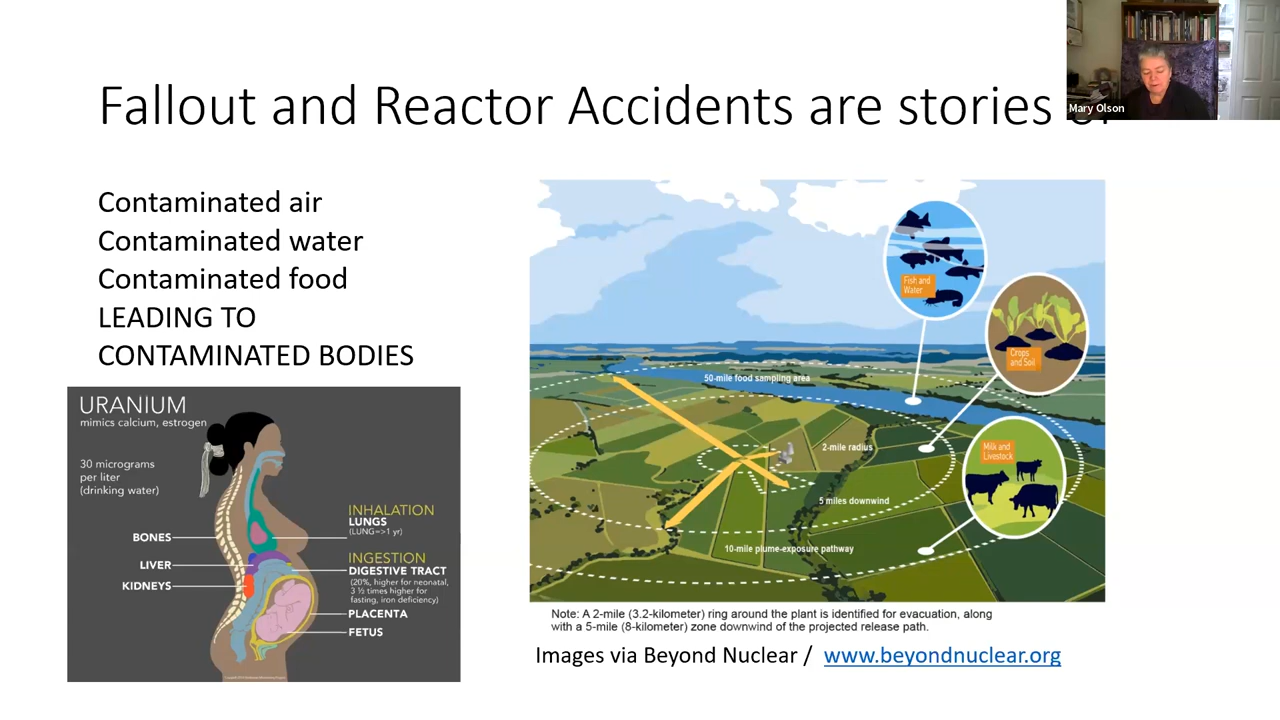 Fallout and Reactor Accidents are stories
Mary Olson
Contaminated air
Contaminated water
Contaminated food
LEADING TO
CONTAMINATED BODIES
URANIUM
mimics calcium, estrogen
30 micrograms
per liter
(drinking water)
BONES
LIVER
KIDNEYS
INHALATION
LUNGS
(LUNG=>1 yr)
INGESTION
DIGESTIVE TRACT
(20%, higher for neonatal,
3 ½ times higher for
fasting, iron deficiency)
PLACENTA
FETUS
Fish and
Water
Crops
and Soil
50-mile food sampling area
2-mile radius
Milk and
Livestock
5 miles downwind
10-mile plume-exposure pathway
Note: A 2-mile (3.2-kilometer) ring around the plant is identified for evacuation, along
with a 5-mile (8-kilometer) zone downwind of the projected release path.
Images via Beyond Nuclear / www.beyondnuclear.org